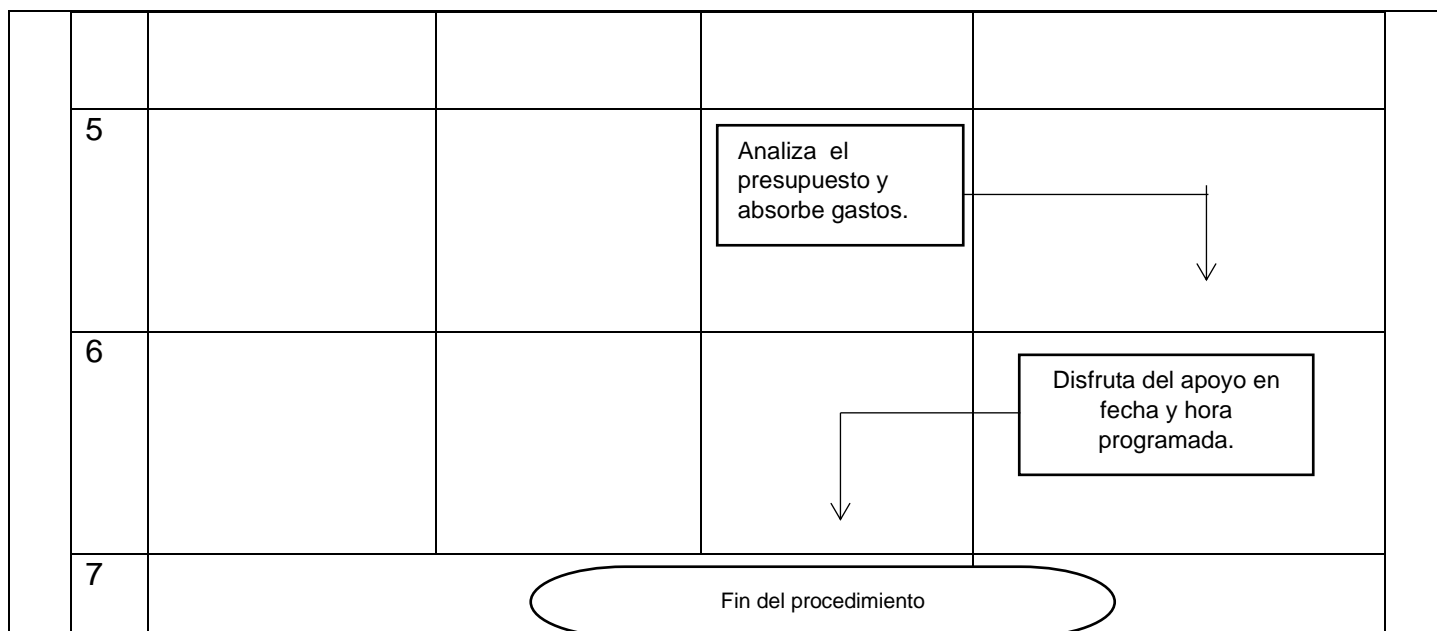 5
Analiza el
presupuesto y
absorbe gastos.
6
Disfruta del apoyo en
fecha y hora
programada.
7
Fin del procedimiento